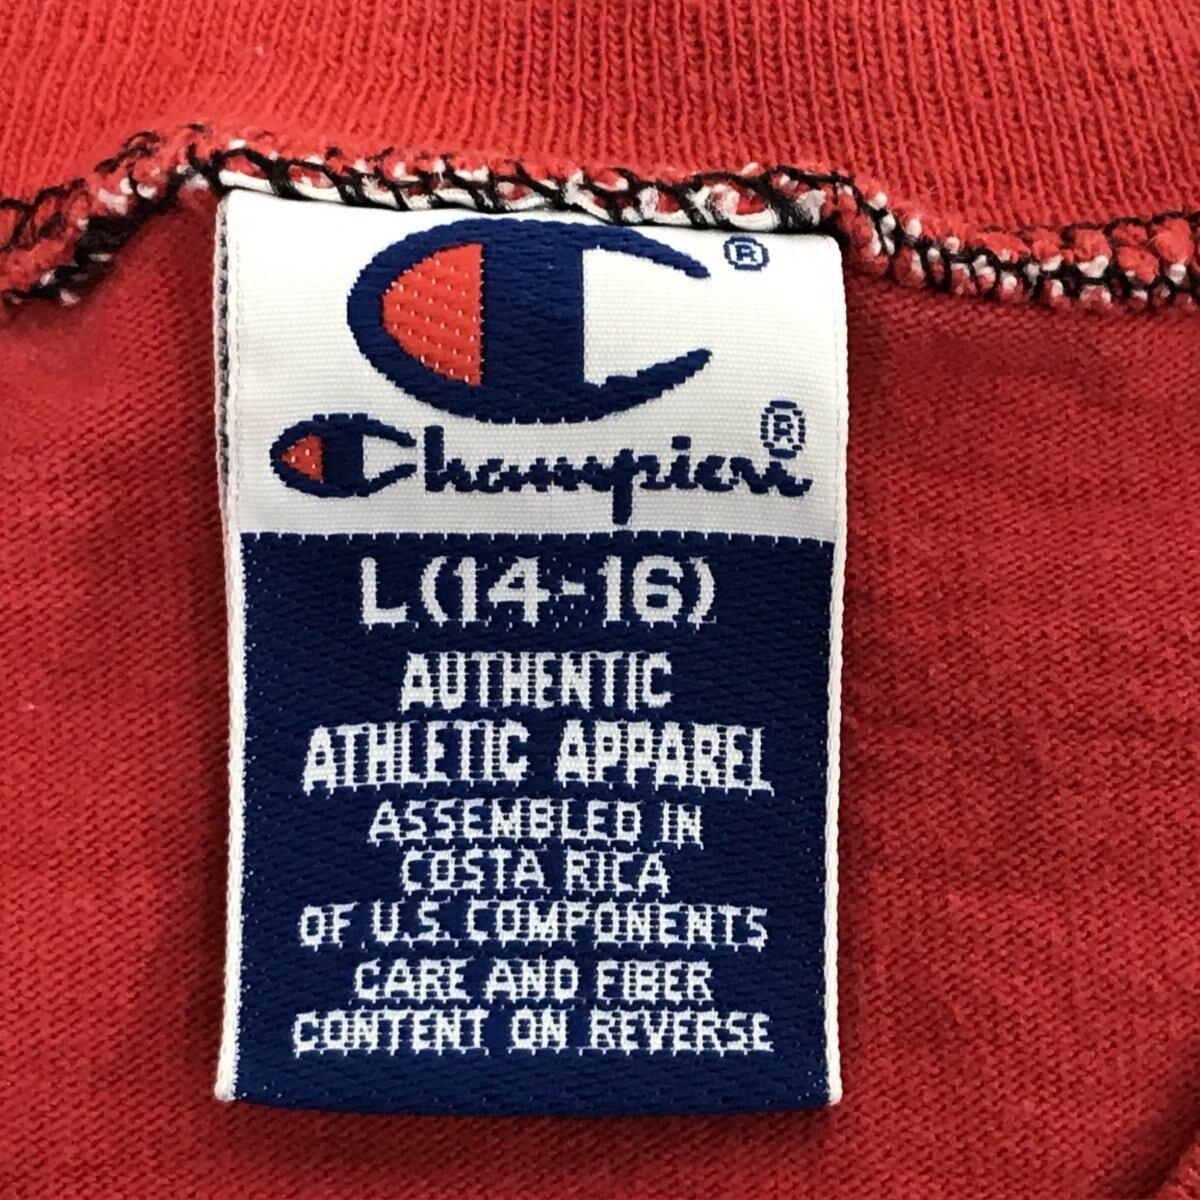 ®
Champion®
L(14-16)
AUTHENTIC
ATHLETIC APPAREL
ASSEMBLED IN
COSTA RICA
OF U.S. COMPONENTS
CARE AND FIBER
CONTENT ON REVERSE